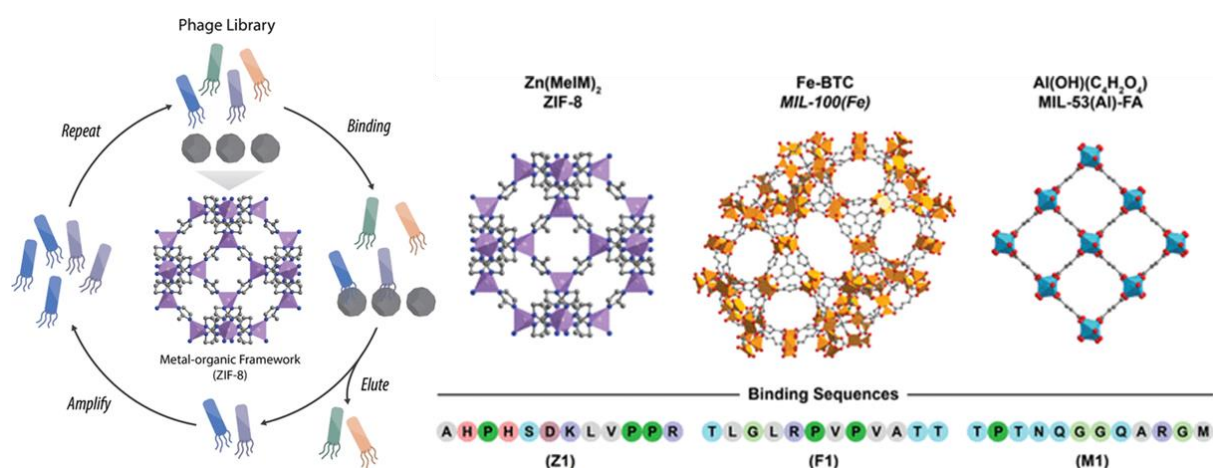 Phage Library
Repeat
Binding
Metal-organic Framework
(ZIF-8)
Amplify
Elute
Zn(MeIM)₂
ZIF-8
Fe-BTC
MIL-100(Fe)
Al(OH)(C₄H₂O₄)
MIL-53(Al)-FA
Binding Sequences
A H P H S D K L V P P R
(Z1)
T L G L R P V P V A T T
(F1)
T P T N Q G G Q A R G M
(M1)